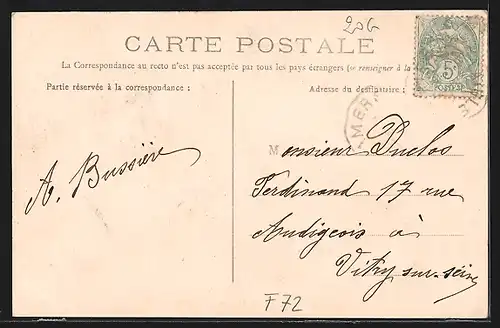 206
CARTE POSTALE
La Correspondance au recto n'est pas acceptée par tous les pays étrangers (se renseigner à la
Partie réservée à la correspondance :
Adresse du destinataire :
5
POSTES
A. Bussière
Monsieur Duclos
Ferdinand 17 rue
Audigeois à
Vitry-sur-seine
F72